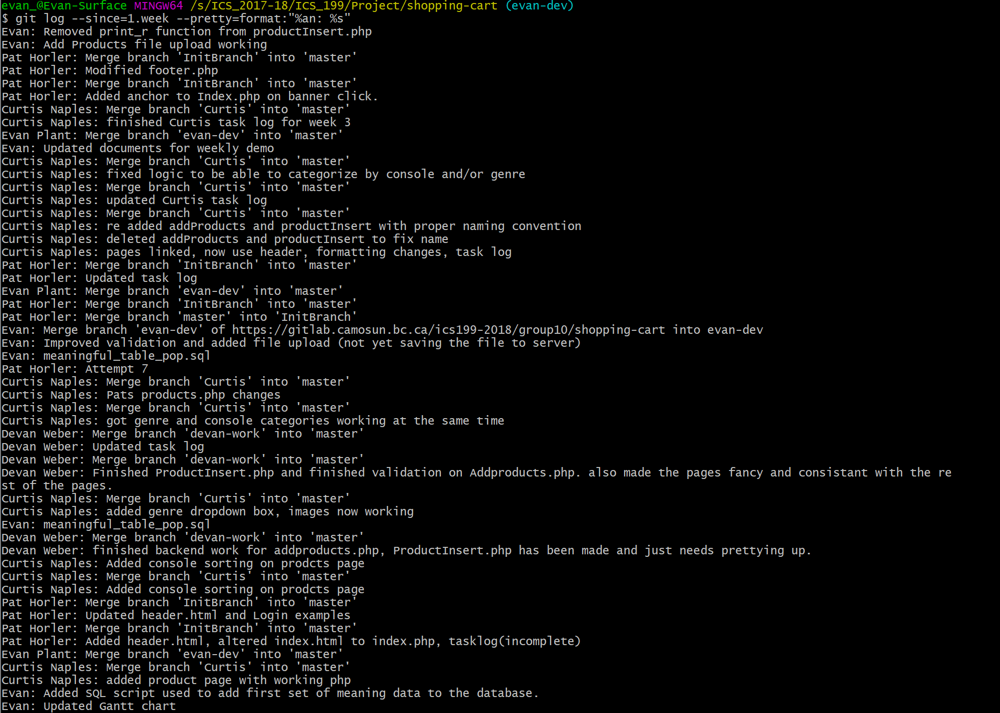 evan_@Evan-Surface MINGW64 /s/ICS_2017-18/ICS_199/Project/shopping-cart (evan-dev)
$ git log --since=1.week --pretty=format:"%an: %s"
Evan: Removed print_r function from productInsert.php
Evan: Add Products file upload working
Pat Horler: Merge branch 'InitBranch' into 'master'
Pat Horler: Modified footer.php
Pat Horler: Merge branch 'InitBranch' into 'master'
Pat Horler: Added anchor to Index.php on banner click.
Curtis Naples: Merge branch 'Curtis' into 'master'
Curtis Naples: finished Curtis task log for week 3
Evan Plant: Merge branch 'evan-dev' into 'master'
Evan: Updated documents for weekly demo
Curtis Naples: Merge branch 'Curtis' into 'master'
Curtis Naples: fixed logic to be able to categorize by console and/or genre
Curtis Naples: Merge branch 'Curtis' into 'master'
Curtis Naples: updated Curtis task log
Curtis Naples: Merge branch 'Curtis' into 'master'
Curtis Naples: re added addProducts and productInsert with proper naming convention
Curtis Naples: deleted addProducts and productInsert to fix name
Curtis Naples: pages linked, now use header, formatting changes, task log
Pat Horler: Merge branch 'InitBranch' into 'master'
Pat Horler: Updated task log
Evan Plant: Merge branch 'evan-dev' into 'master'
Pat Horler: Merge branch 'InitBranch' into 'master'
Pat Horler: Merge branch 'master' into 'InitBranch'
Evan: Merge branch 'evan-dev' of https://gitlab.camosun.bc.ca/ics199-2018/group10/shopping-cart into evan-dev
Evan: Improved validation and added file upload (not yet saving the file to server)
Evan: meaningful_table_pop.sql
Pat Horler: Attempt 7
Curtis Naples: Merge branch 'Curtis' into 'master'
Curtis Naples: Pats products.php changes
Curtis Naples: Merge branch 'Curtis' into 'master'
Curtis Naples: got genre and console categories working at the same time
Devan Weber: Merge branch 'devan-work' into 'master'
Devan Weber: Updated task log
Devan Weber: Merge branch 'devan-work' into 'master'
Devan Weber: Finished ProductInsert.php and finished validation on Addproducts.php. also made the pages fancy and consistant with the re
st of the pages.
Curtis Naples: Merge branch 'Curtis' into 'master'
Curtis Naples: added genre dropdown box, images now working
Evan: meaningful_table_pop.sql
Devan Weber: Merge branch 'devan-work' into 'master'
Devan Weber: finished backend work for addproducts.php, ProductInsert.php has been made and just needs prettying up.
Curtis Naples: Added console sorting on prodcts page
Curtis Naples: Merge branch 'Curtis' into 'master'
Curtis Naples: Added console sorting on prodcts page
Pat Horler: Merge branch 'InitBranch' into 'master'
Pat Horler: Updated header.html and Login examples
Pat Horler: Merge branch 'InitBranch' into 'master'
Pat Horler: Added header.html, altered index.html to index.php, tasklog(incomplete)
Evan Plant: Merge branch 'evan-dev' into 'master'
Curtis Naples: Merge branch 'Curtis' into 'master'
Curtis Naples: added product page with working php
Evan: Added SQL script used to add first set of meaning data to the database.
Evan: Updated Gantt chart